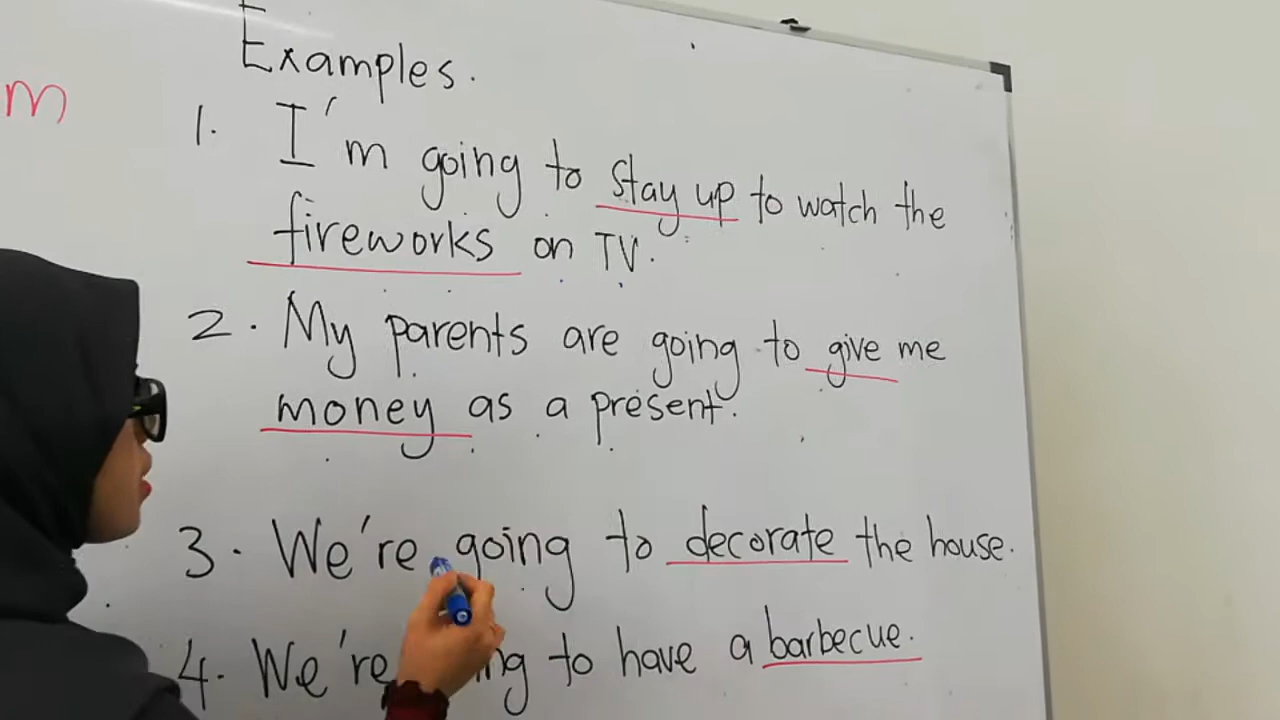 Examples.
m
1. I'm going to stay up to watch the
fireworks on TV.
2. My parents are going to give me
money as a present.
3. We're going to decorate the house.
4. We're to have a barbecue.